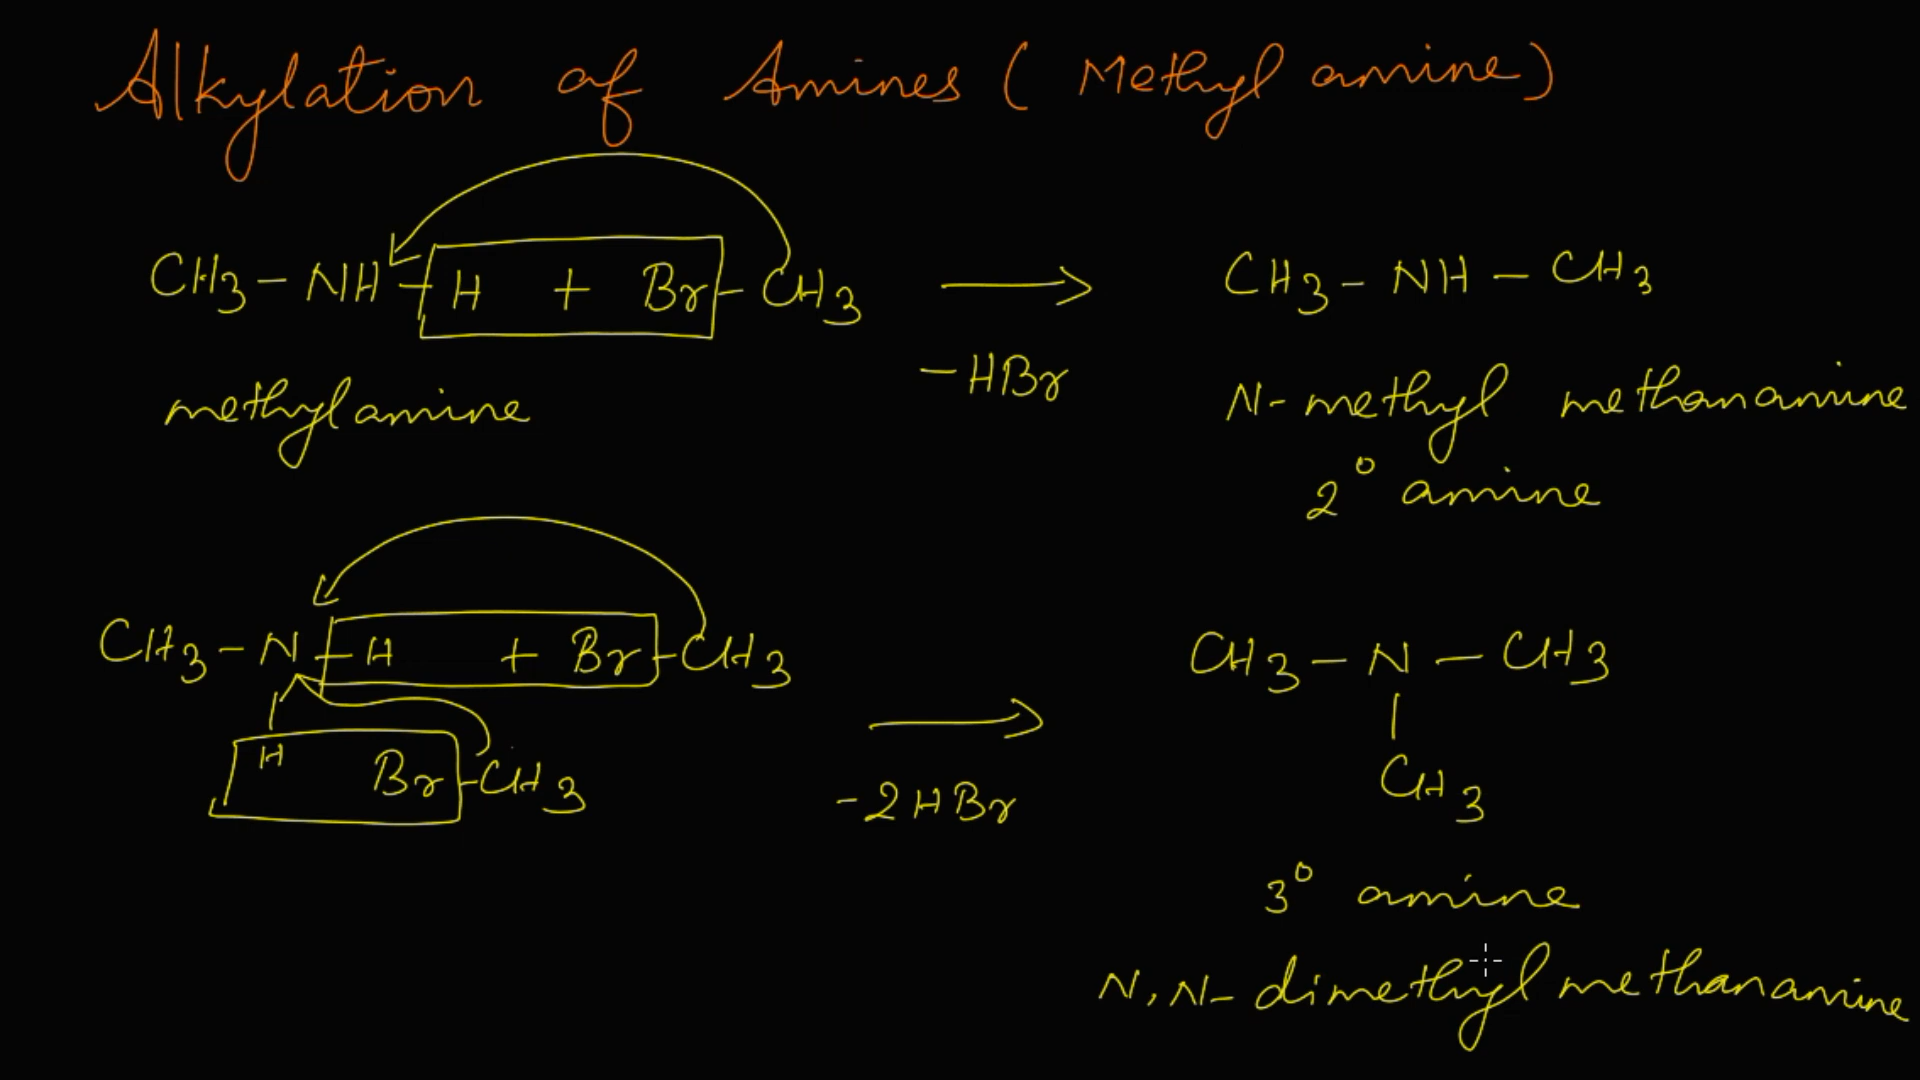 Alkylation of Amines ( Methyl amine )
CH3 - NH - H + Br - CH3 → CH3 - NH - CH3
- HBr
methylamine
N- methyl methanamine
2° amine
CH3 - N - H + Br - CH3
H Br - CH3
→
-2HBr
CH3 - N - CH3
|
CH3
3° amine
N, N- dimethyl methanamine